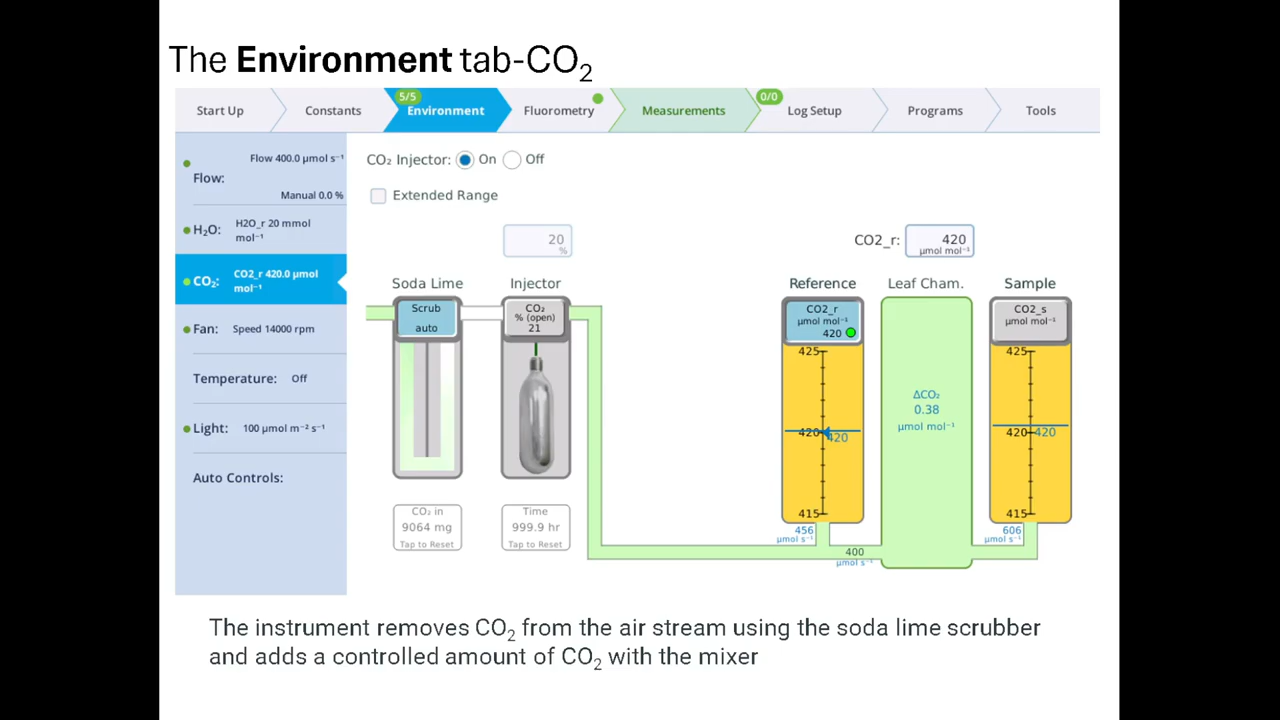 The Environment tab-CO₂
5/5
0/0
Start Up
Constants
Environment
Fluorometry
Measurements
Log Setup
Programs
Tools
Flow 400.0 µmol s⁻¹
Flow:
Manual 0.0 %
H₂O:
H2O_r 20 mmol
mol⁻¹
CO₂:
CO2_r 420.0 µmol
mol⁻¹
Fan:
Speed 14000 rpm
Temperature:
Off
Light:
100 µmol m⁻² s⁻¹
Auto Controls:
CO₂ Injector:
On
Off
Extended Range
20
%
CO2_r:
420
µmol mol⁻¹
Soda Lime
Injector
Reference
Leaf Cham.
Sample
Scrub
auto
CO₂
% (open)
21
CO2_r
µmol mol⁻¹
420
CO2_s
µmol mol⁻¹
425
420
420
415
ΔCO₂
0.38
µmol mol⁻¹
425
420
420
415
CO₂ in
9064 mg
Tap to Reset
Time
999.9 hr
Tap to Reset
456
µmol s⁻¹
400
µmol s⁻¹
606
µmol s⁻¹
The instrument removes CO₂ from the air stream using the soda lime scrubber
and adds a controlled amount of CO₂ with the mixer